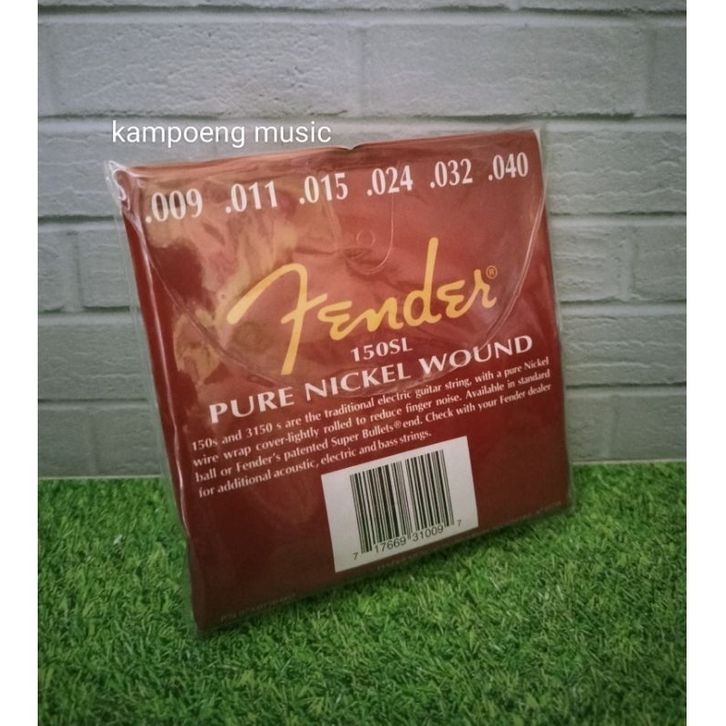 kampoeng music
.009 .011 .015 .024 .032 .040
Fender®
150SL
PURE NICKEL WOUND
150s and 3150 s are the traditional electric guitar string, with a pure Nickel
wire wrap cover-lightly rolled to reduce finger noise. Available in standard
ball or Fender's patented Super Bullets® end. Check with your Fender dealer
for additional acoustic, electric and bass strings.
7 17669 31009 7